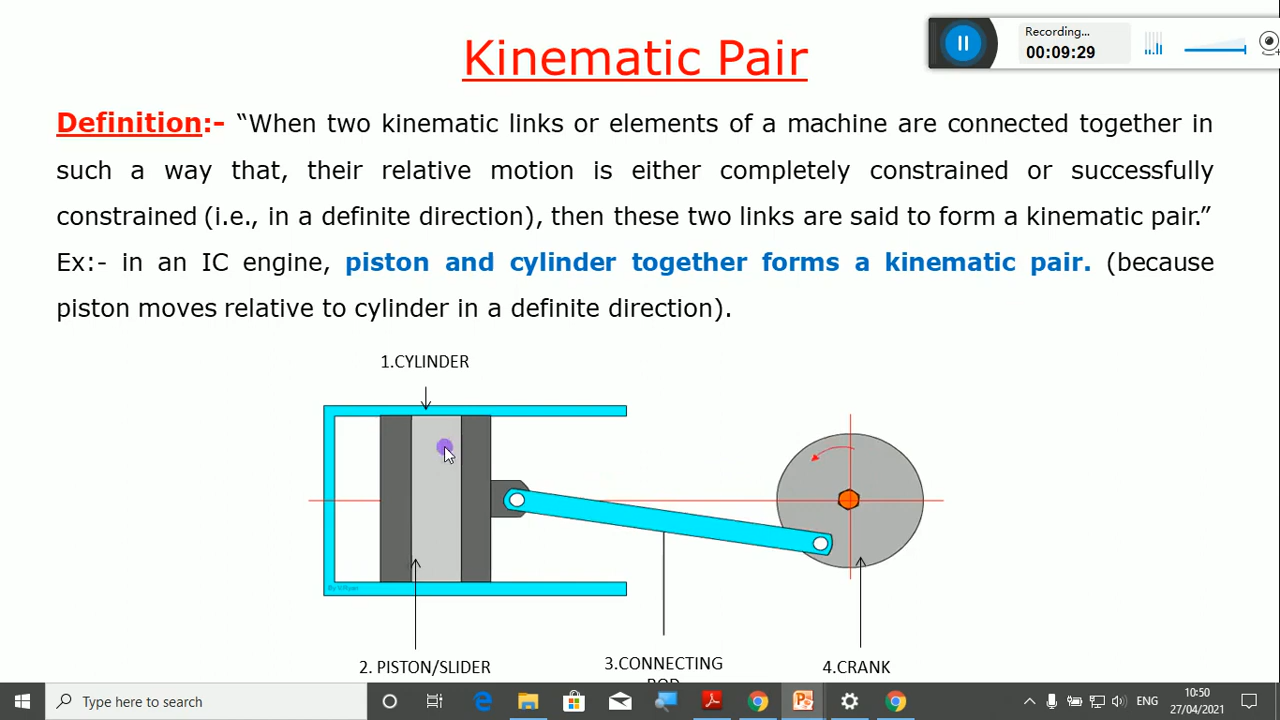 Kinematic Pair
Recording...
00:09:29
Definition:- “When two kinematic links or elements of a machine are connected together in
such a way that, their relative motion is either completely constrained or successfully
constrained (i.e., in a definite direction), then these two links are said to form a kinematic pair.”
Ex:- in an IC engine, piston and cylinder together forms a kinematic pair. (because
piston moves relative to cylinder in a definite direction).
1.CYLINDER
2. PISTON/SLIDER
3.CONNECTING
ROD
4.CRANK
Type here to search
ENG
10:50
27/04/2021